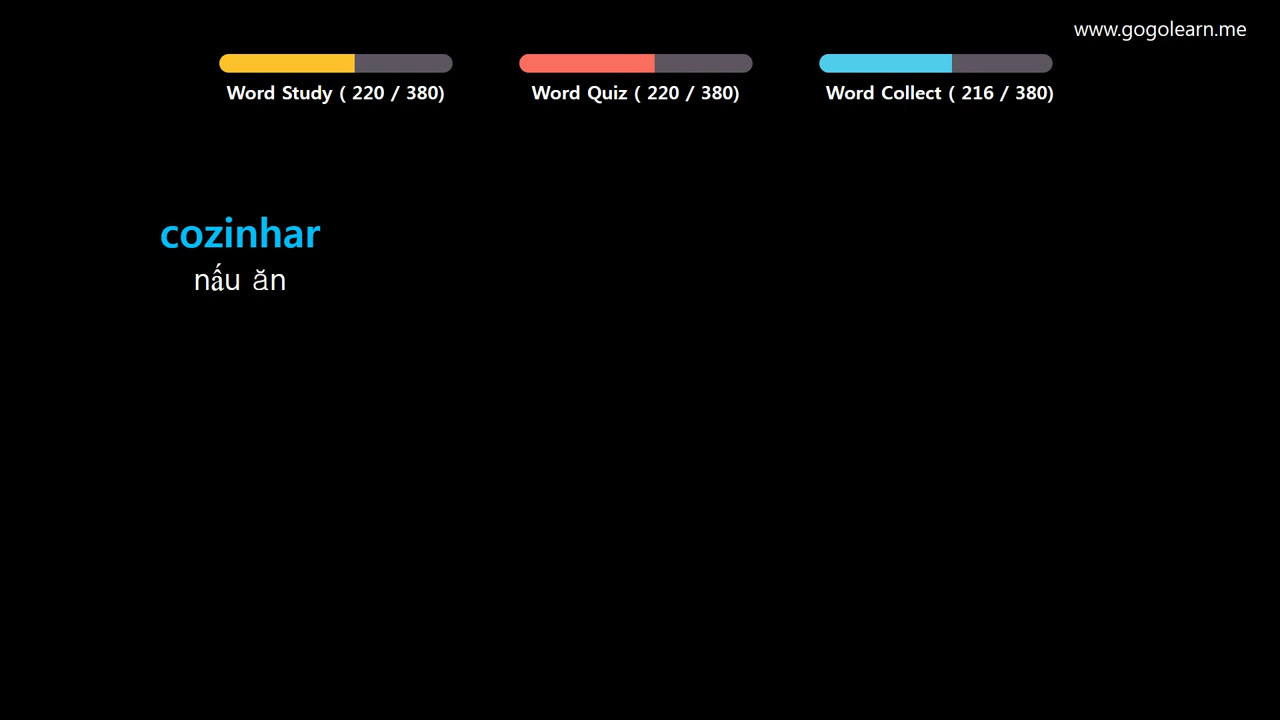 www.gogolearn.me
Word Study ( 220 / 380)
Word Quiz ( 220 / 380)
Word Collect ( 216 / 380)
cozinhar
nấu ăn